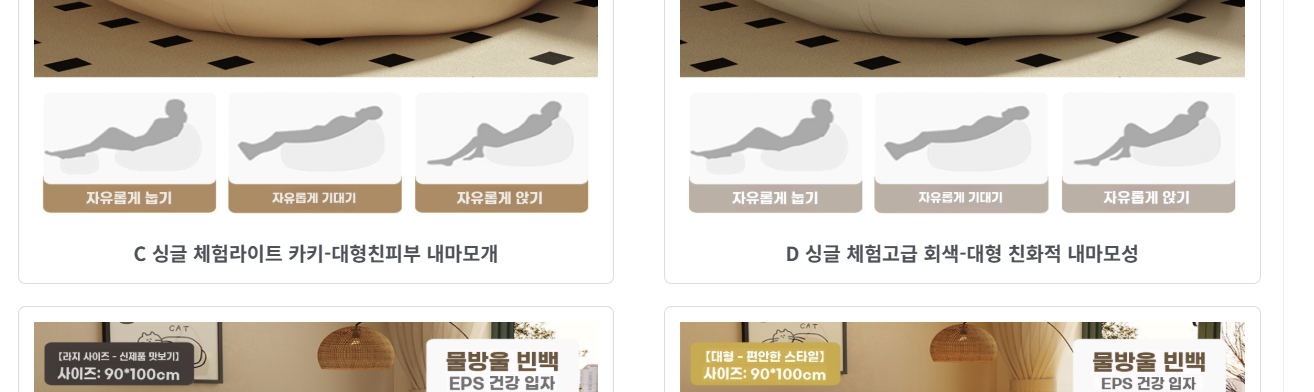 자유롭게 눕기
자유롭게 기대기
자유롭게 앉기
자유롭게 눕기
자유롭게 기대기
자유롭게 앉기
C 싱글 체험라이트 카키-대형친피부 내마모개
D 싱글 체험고급 회색-대형 친화적 내마모성
CAT
【라지 사이즈 - 신제품 맛보기】
사이즈: 90*100cm
물방울 빈백
EPS 건강 입자
CAT
【대형 - 편안한 스타일】
사이즈: 90*100cm
물방울 빈백
EPS 건강 입자